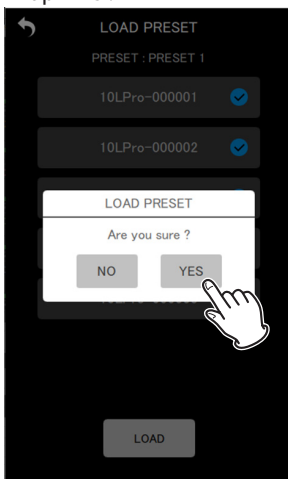 LOAD PRESET
PRESET : PRESET 1
10LPro-000001
10LPro-000002
LOAD PRESET
Are you sure ?
NO YES
LOAD